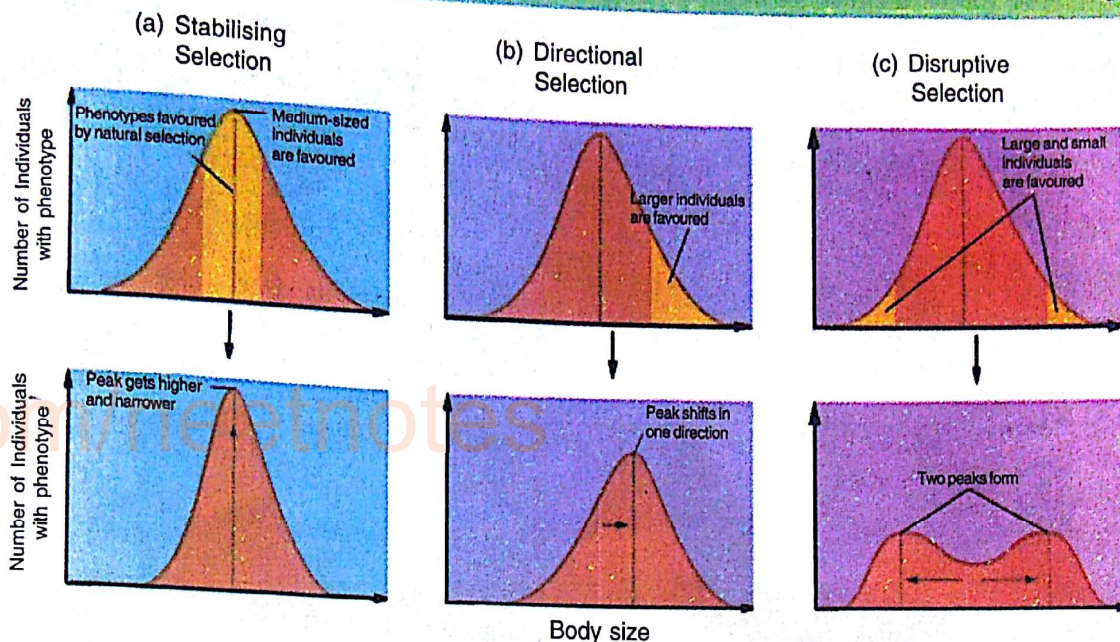 (a) Stabilising
Selection
(b) Directional
Selection
(c) Disruptive
Selection
Number of Individuals
with phenotype
Phenotypes favoured
by natural selection
Medium-sized
individuals
are favoured
Larger individuals
are favoured
Large and small
individuals
are favoured
Number of Individuals
with phenotype
Peak gets higher
and narrower
Peak shifts in
one direction
Two peaks form
Body size
om/neetnotes